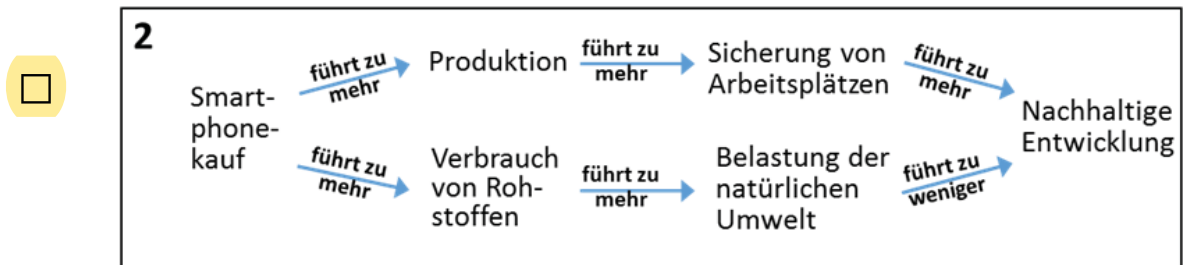 2
führt zu
mehr
Produktion
führt zu
mehr
Sicherung von
Arbeitsplätzen
führt zu
mehr
Smart-
phone-
kauf
Nachhaltige
Entwicklung
führt zu
mehr
Verbrauch
von Roh-
stoffen
führt zu
mehr
Belastung der
natürlichen
Umwelt
führt zu
weniger